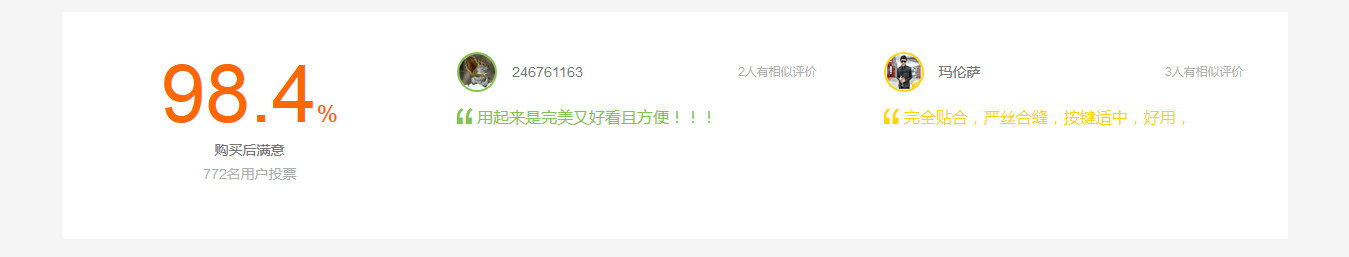 98.4%
购买后满意
772名用户投票
246761163
2人有相似评价
用起来是完美又好看且方便！！！
玛伦萨
3人有相似评价
完全贴合，严丝合缝，按键适中，好用，